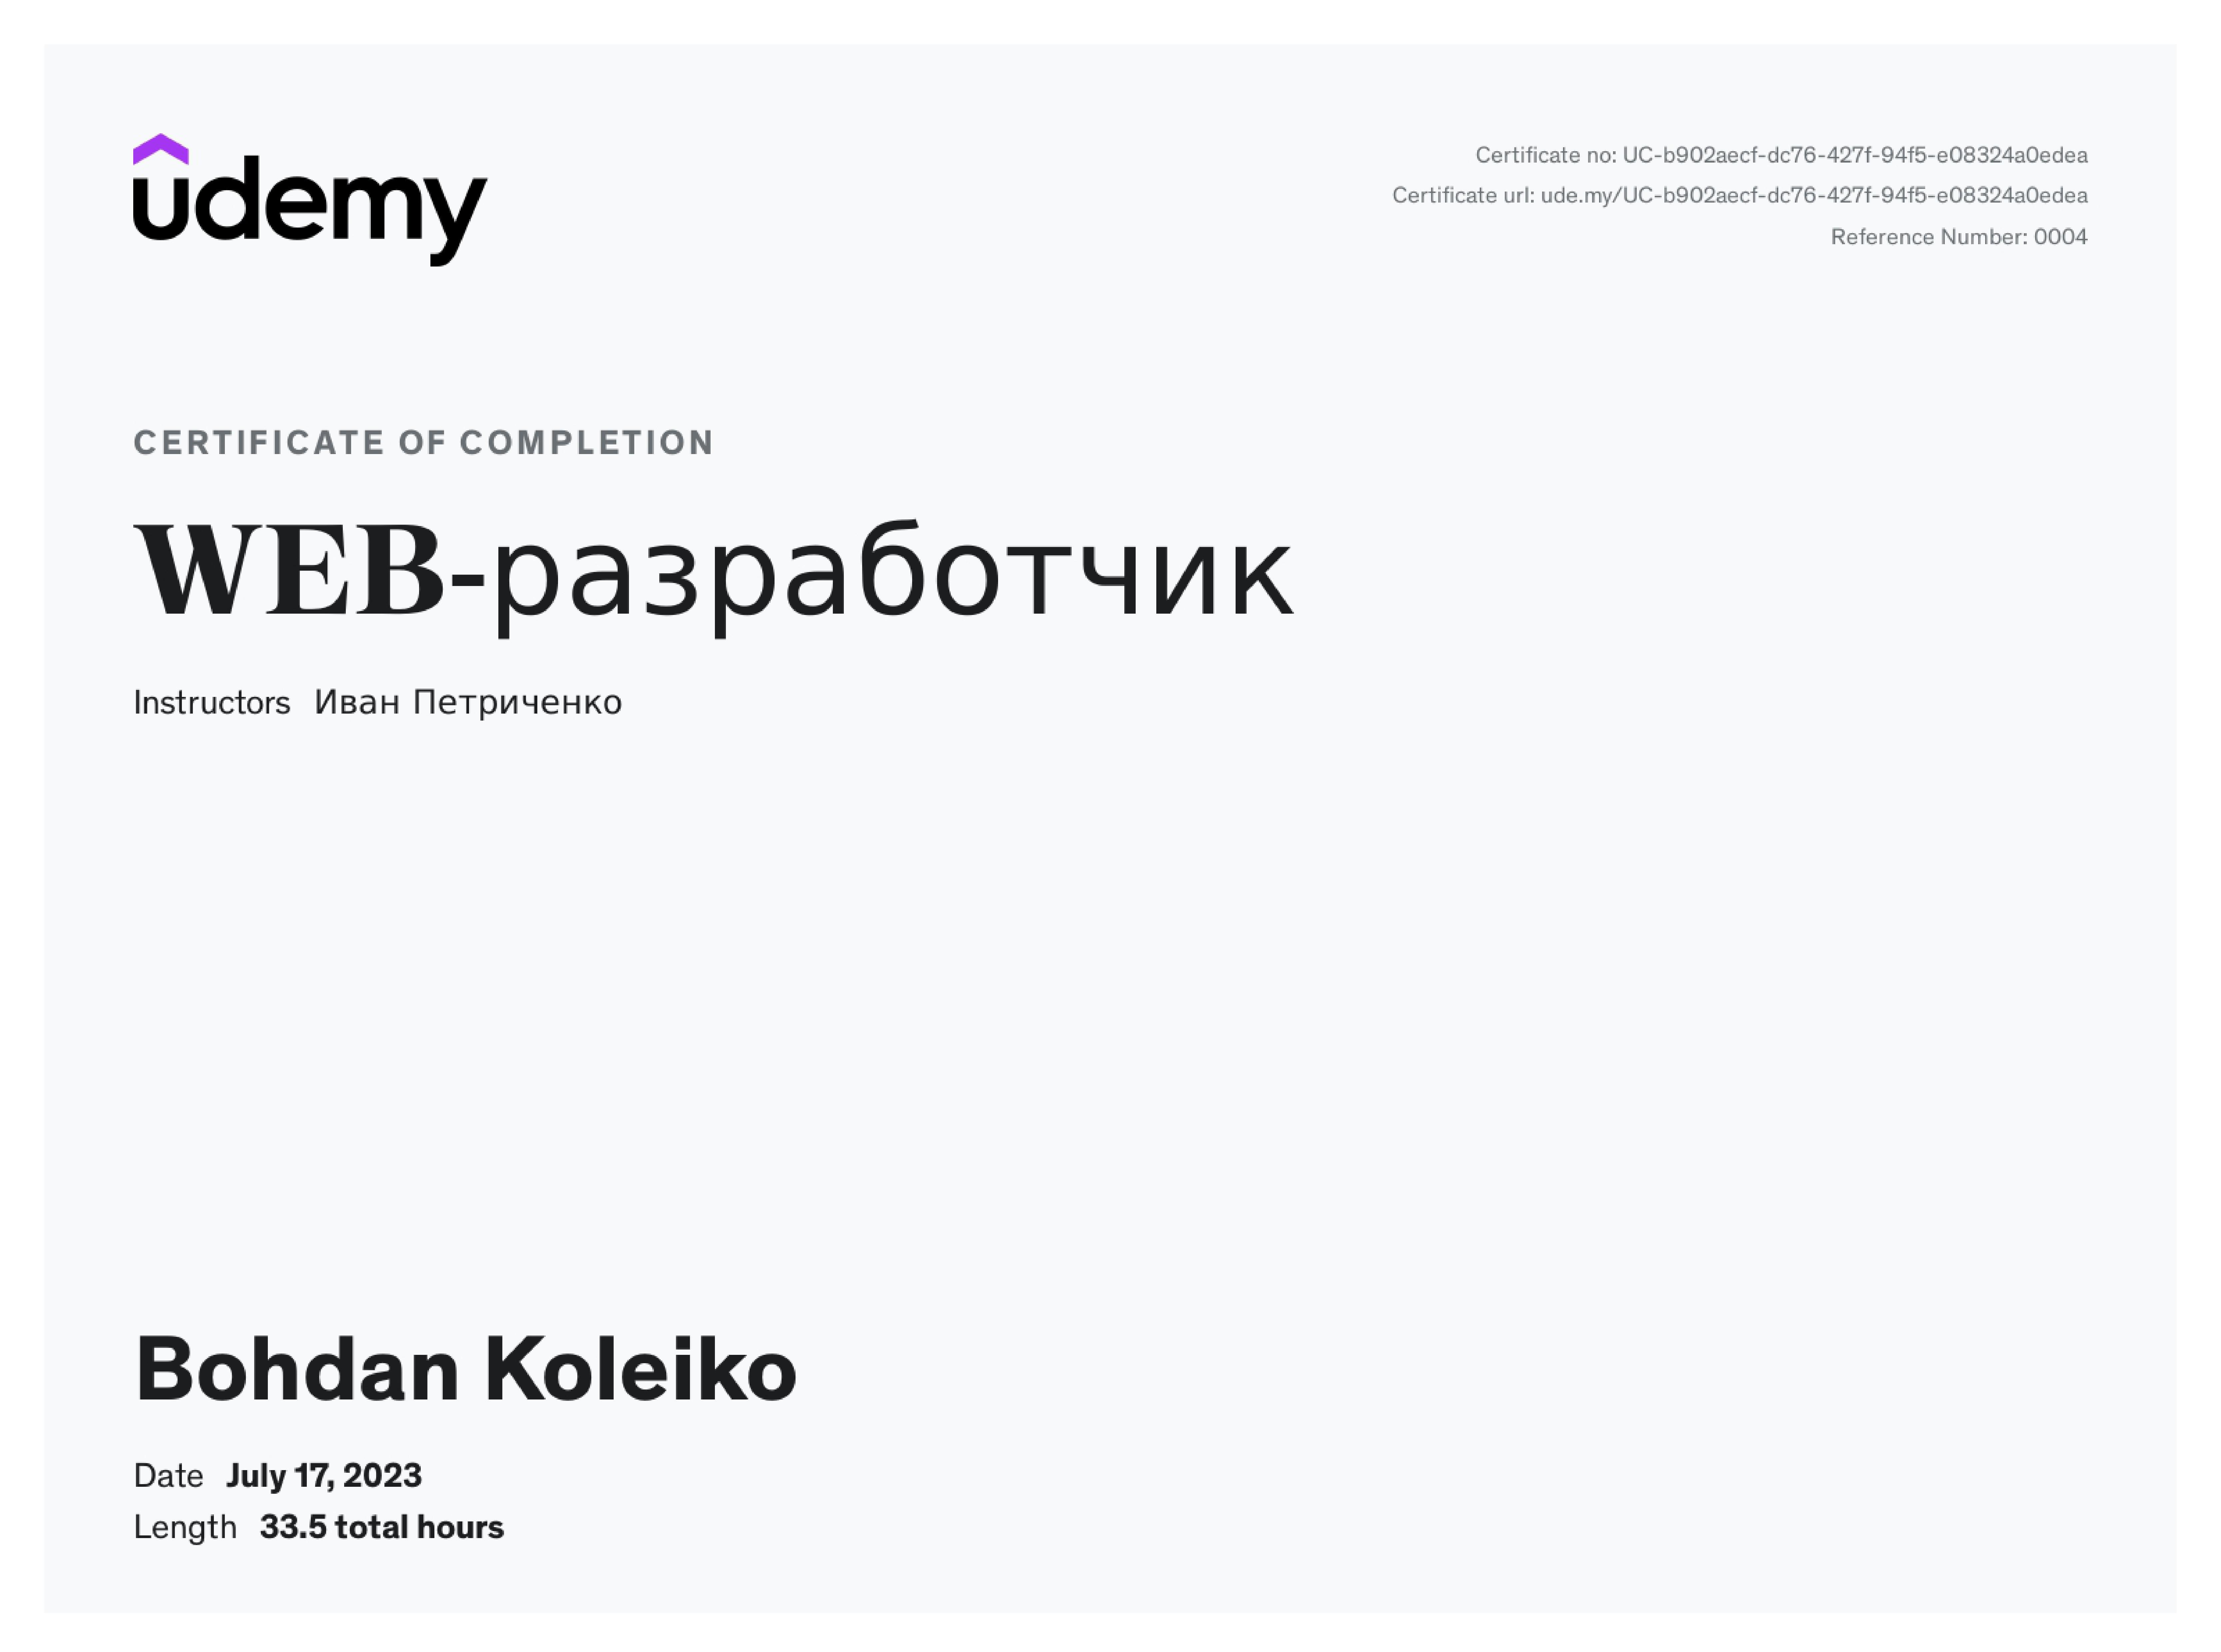 udemy
Certificate no: UC-b902aecf-dc76-427f-94f5-e08324a0edea
Certificate url: ude.my/UC-b902aecf-dc76-427f-94f5-e08324a0edea
Reference Number: 0004
CERTIFICATE OF COMPLETION
WEB-разработчик
Instructors Иван Петриченко
Bohdan Koleiko
Date July 17, 2023
Length 33.5 total hours